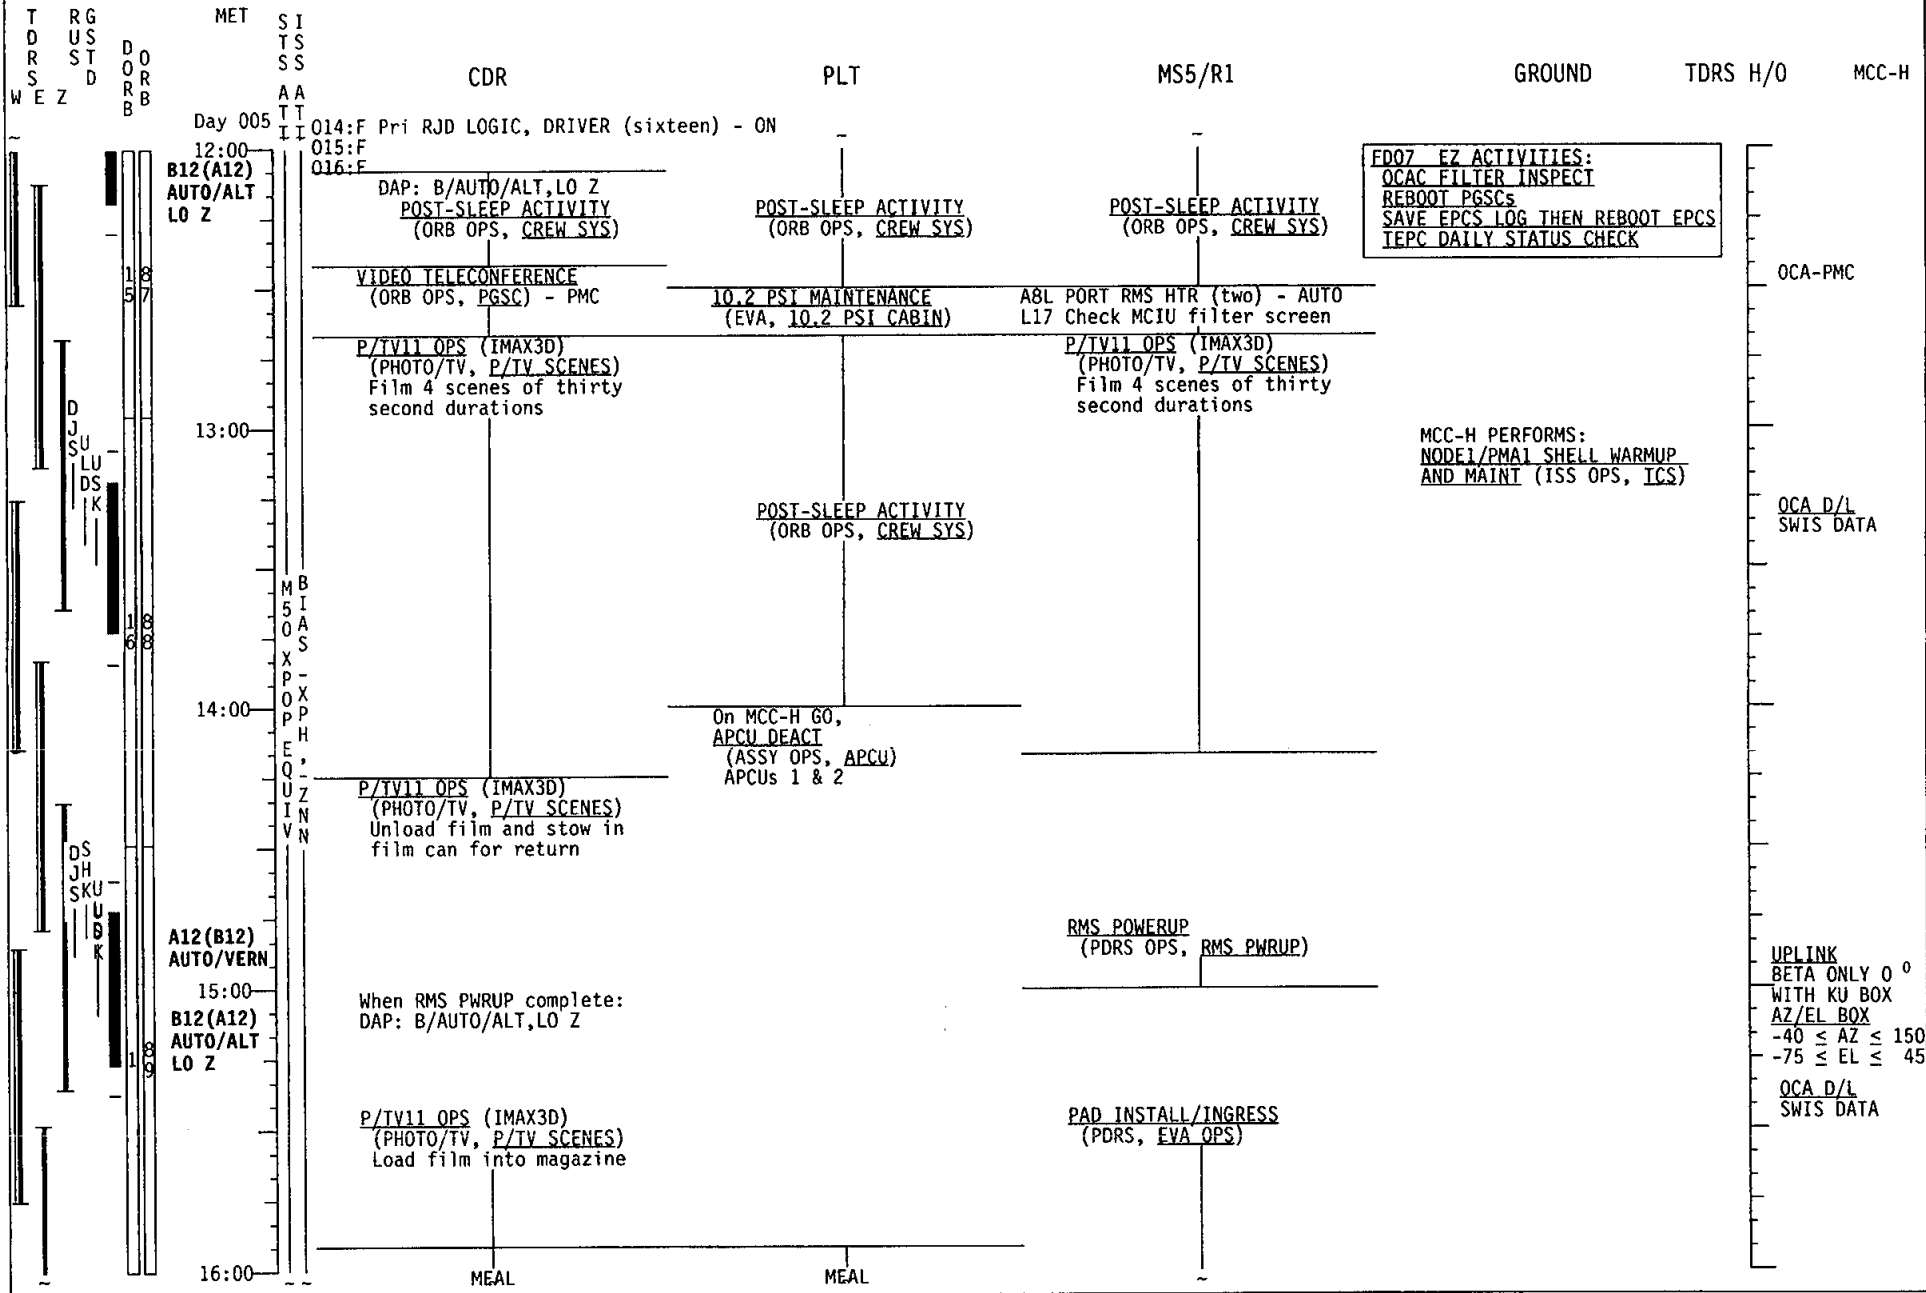 TDRS
W E Z
RUS
GSTD
DORB
ORB
MET
STS ATT
ISS ATT
CDR
PLT
MS5/R1
GROUND
TDRS H/O
MCC-H
Day 005
014:F Pri RJD LOGIC, DRIVER (sixteen) - ON
015:F
016:F
12:00
B12(A12)
AUTO/ALT
LO Z
DAP: B/AUTO/ALT,LO Z
POST-SLEEP ACTIVITY
(ORB OPS, CREW SYS)
VIDEO TELECONFERENCE
(ORB OPS, PGSC) - PMC
P/TV11 OPS (IMAX3D)
(PHOTO/TV, P/TV SCENES)
Film 4 scenes of thirty
second durations
POST-SLEEP ACTIVITY
(ORB OPS, CREW SYS)
10.2 PSI MAINTENANCE
(EVA, 10.2 PSI CABIN)
POST-SLEEP ACTIVITY
(ORB OPS, CREW SYS)
A8L PORT RMS HTR (two) - AUTO
L17 Check MCIU filter screen
P/TV11 OPS (IMAX3D)
(PHOTO/TV, P/TV SCENES)
Film 4 scenes of thirty
second durations
FD07 EZ ACTIVITIES:
OCAC FILTER INSPECT
REBOOT PGSCs
SAVE EPCS LOG THEN REBOOT EPCS
TEPC DAILY STATUS CHECK
OCA-PMC
15
87
13:00
DJS
ULD
LUSK
MCC-H PERFORMS:
NODE1/PMA1 SHELL WARMUP
AND MAINT (ISS OPS, TCS)
POST-SLEEP ACTIVITY
(ORB OPS, CREW SYS)
OCA D/L
SWIS DATA
M50 XPOP EQUIV
BIAS -XPH,-ZNN
16
88
14:00
On MCC-H GO,
APCU DEACT
(ASSY OPS, APCU)
APCUs 1 & 2
P/TV11 OPS (IMAX3D)
(PHOTO/TV, P/TV SCENES)
Unload film and stow in
film can for return
DJS
SHK
A12(B12)
AUTO/VERN
RMS POWERUP
(PDRS OPS, RMS PWRUP)
15:00
B12(A12)
AUTO/ALT
LO Z
When RMS PWRUP complete:
DAP: B/AUTO/ALT,LO Z
UPLINK
BETA ONLY 0 °
WITH KU BOX
AZ/EL BOX
-40 ≤ AZ ≤ 150
-75 ≤ EL ≤ 45
1
89
OCA D/L
SWIS DATA
P/TV11 OPS (IMAX3D)
(PHOTO/TV, P/TV SCENES)
Load film into magazine
PAD INSTALL/INGRESS
(PDRS, EVA OPS)
16:00
MEAL
MEAL